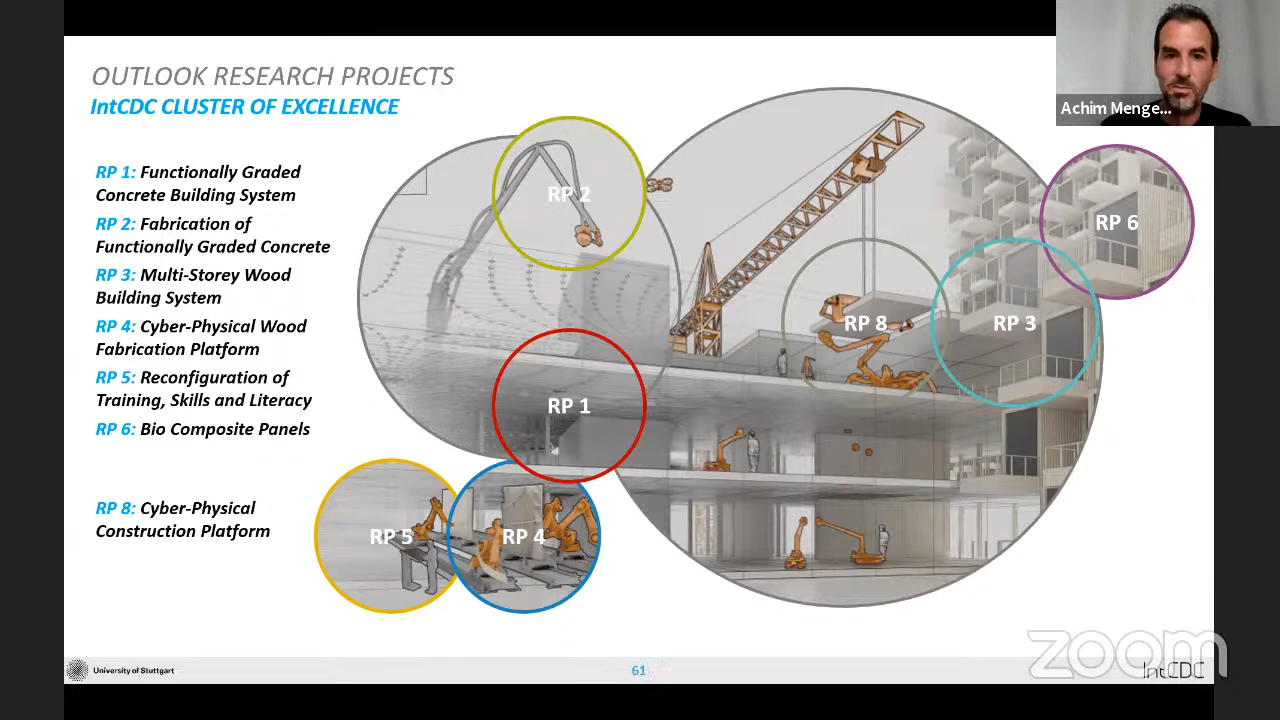 OUTLOOK RESEARCH PROJECTS
IntCDC CLUSTER OF EXCELLENCE
Achim Menge...
RP 1: Functionally Graded
Concrete Building System
RP 2: Fabrication of
Functionally Graded Concrete
RP 3: Multi-Storey Wood
Building System
RP 4: Cyber-Physical Wood
Fabrication Platform
RP 5: Reconfiguration of
Training, Skills and Literacy
RP 6: Bio Composite Panels
RP 8: Cyber-Physical
Construction Platform
RP 2
RP 6
RP 8
RP 3
RP 1
RP 5
RP 4
University of Stuttgart
61
zoom
IntCDC